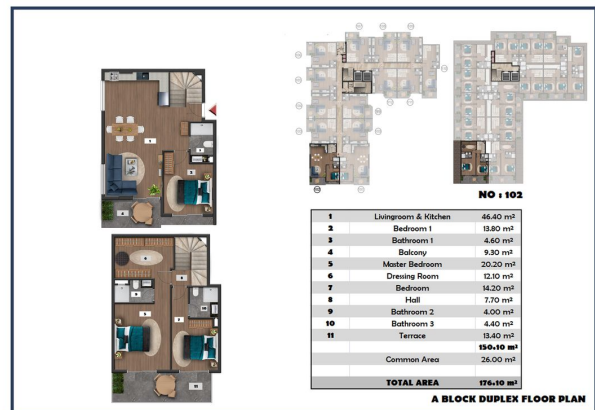 NO : 102
1 Livingroom & Kitchen 46.40 m²
2 Bedroom 1 13.80 m²
3 Bathroom 1 4.60 m²
4 Balcony 9.30 m²
5 Master Bedroom 20.20 m²
6 Dressing Room 12.10 m²
7 Bedroom 14.20 m²
8 Hall 7.70 m²
9 Bathroom 2 4.00 m²
10 Bathroom 3 4.40 m²
11 Terrace 13.40 m²
150.10 m²
Common Area 26.00 m²
TOTAL AREA 176.10 m²
A BLOCK DUPLEX FLOOR PLAN